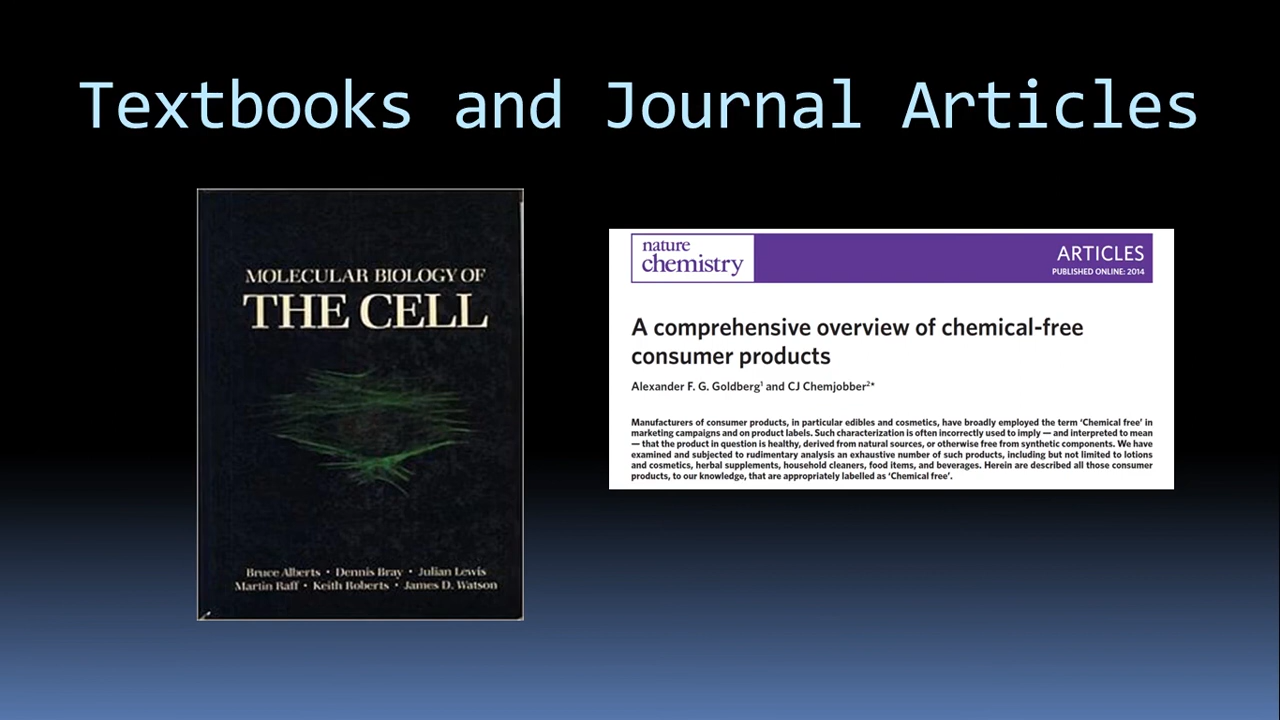 Textbooks and Journal Articles
MOLECULAR BIOLOGY OF
THE CELL
Bruce Alberts • Dennis Bray • Julian Lewis
Martin Raff • Keith Roberts • James D. Watson
nature
chemistry
ARTICLES
PUBLISHED ONLINE: 2014
A comprehensive overview of chemical-free
consumer products
Alexander F. G. Goldberg¹ and CJ Chemjobber²*
Manufacturers of consumer products, in particular edibles and cosmetics, have broadly employed the term ‘Chemical free’ in
marketing campaigns and on product labels. Such characterization is often incorrectly used to imply — and interpreted to mean
— that the product in question is healthy, derived from natural sources, or otherwise free from synthetic components. We have
examined and subjected to rudimentary analysis an exhaustive number of such products, including but not limited to lotions
and cosmetics, herbal supplements, household cleaners, food items, and beverages. Herein are described all those consumer
products, to our knowledge, that are appropriately labelled as ‘Chemical free’.